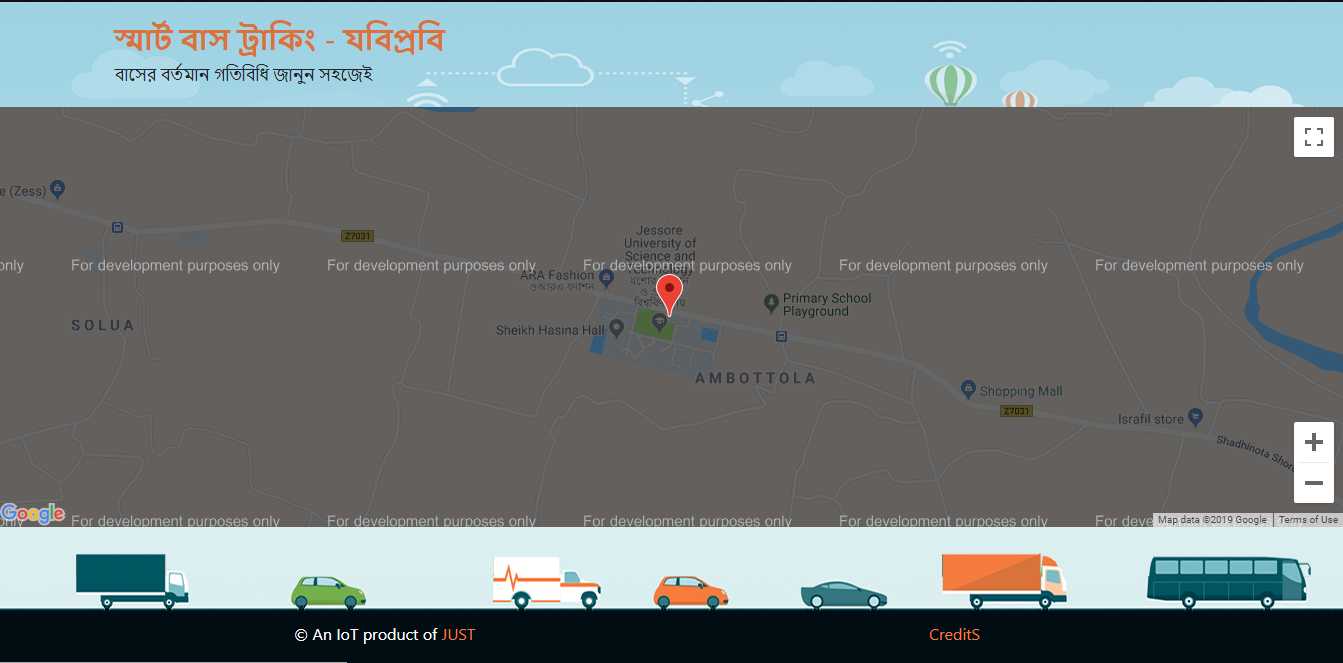 স্মার্ট বাস ট্রাকিং - যবিপ্রবি
বাসের বর্তমান গতিবিধি জানুন সহজেই
e (Zess)
Z7031
Jessore
University of
Science and
Technology
only
For development purposes only
For development purposes only
For development purposes only
For development purposes only
For development purposes only
ARA Fashion
ওআরএ ফ্যাশন
Primary School
Playground
SOLUA
Sheikh Hasina Hall
AMBOTTOLA
Shopping Mall
Z7031
Israfil store
Shadhinota
Google
only
For development purposes only
For development purposes only
For development purposes only
For development purposes only
For deve
Map data ©2019 Google
Terms of Use
© An IoT product of JUST
CreditS